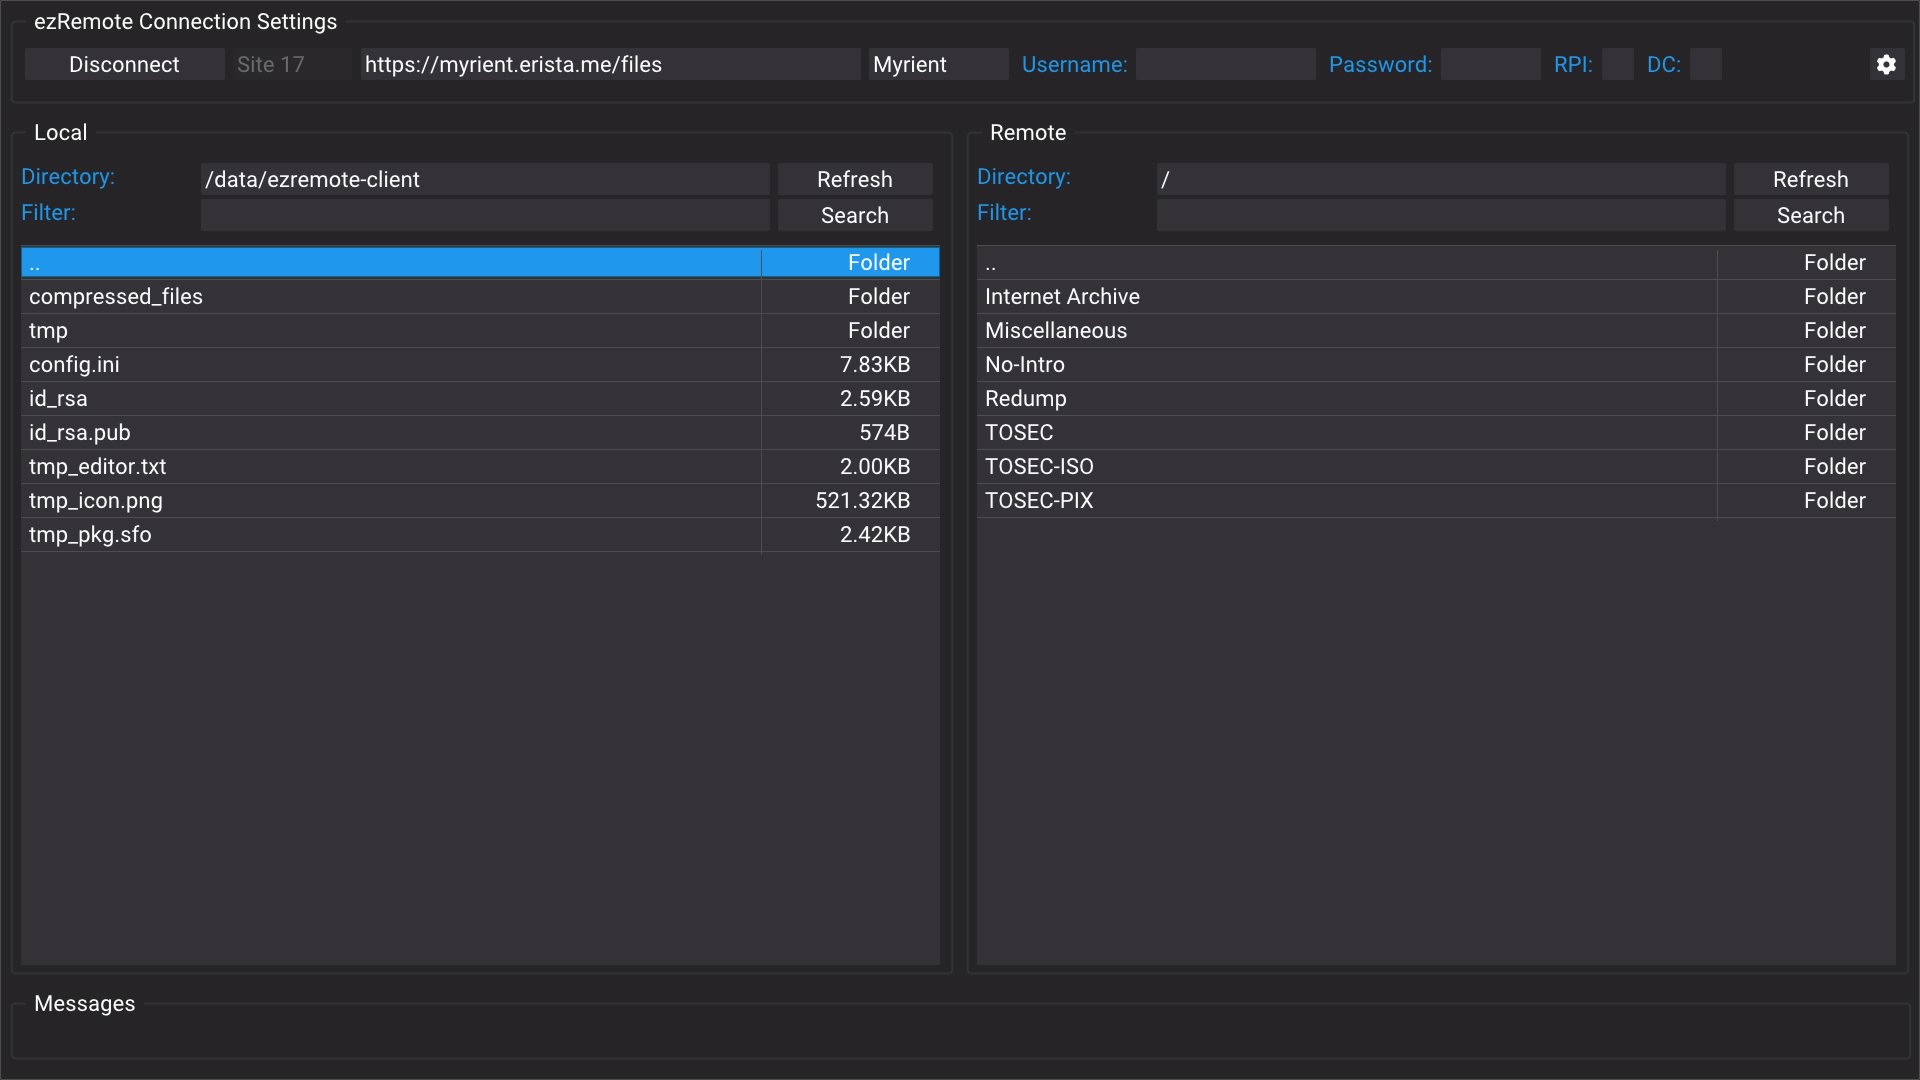 ezRemote Connection Settings
Disconnect Site 17 https://myrient.erista.me/files Myrient Username: Password: RPI: DC:
Local
Directory: /data/ezremote-client Refresh
Filter: Search
.. Folder
compressed_files Folder
tmp Folder
config.ini 7.83KB
id_rsa 2.59KB
id_rsa.pub 574B
tmp_editor.txt 2.00KB
tmp_icon.png 521.32KB
tmp_pkg.sfo 2.42KB
Remote
Directory: / Refresh
Filter: Search
.. Folder
Internet Archive Folder
Miscellaneous Folder
No-Intro Folder
Redump Folder
TOSEC Folder
TOSEC-ISO Folder
TOSEC-PIX Folder
Messages